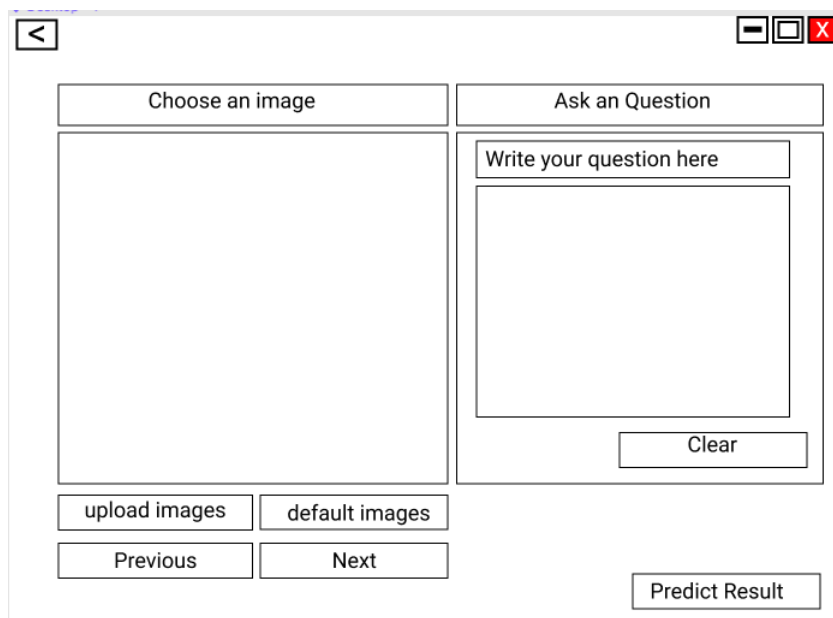 <
X
Choose an image
Ask an Question
Write your question here
Clear
upload images
default images
Previous
Next
Predict Result